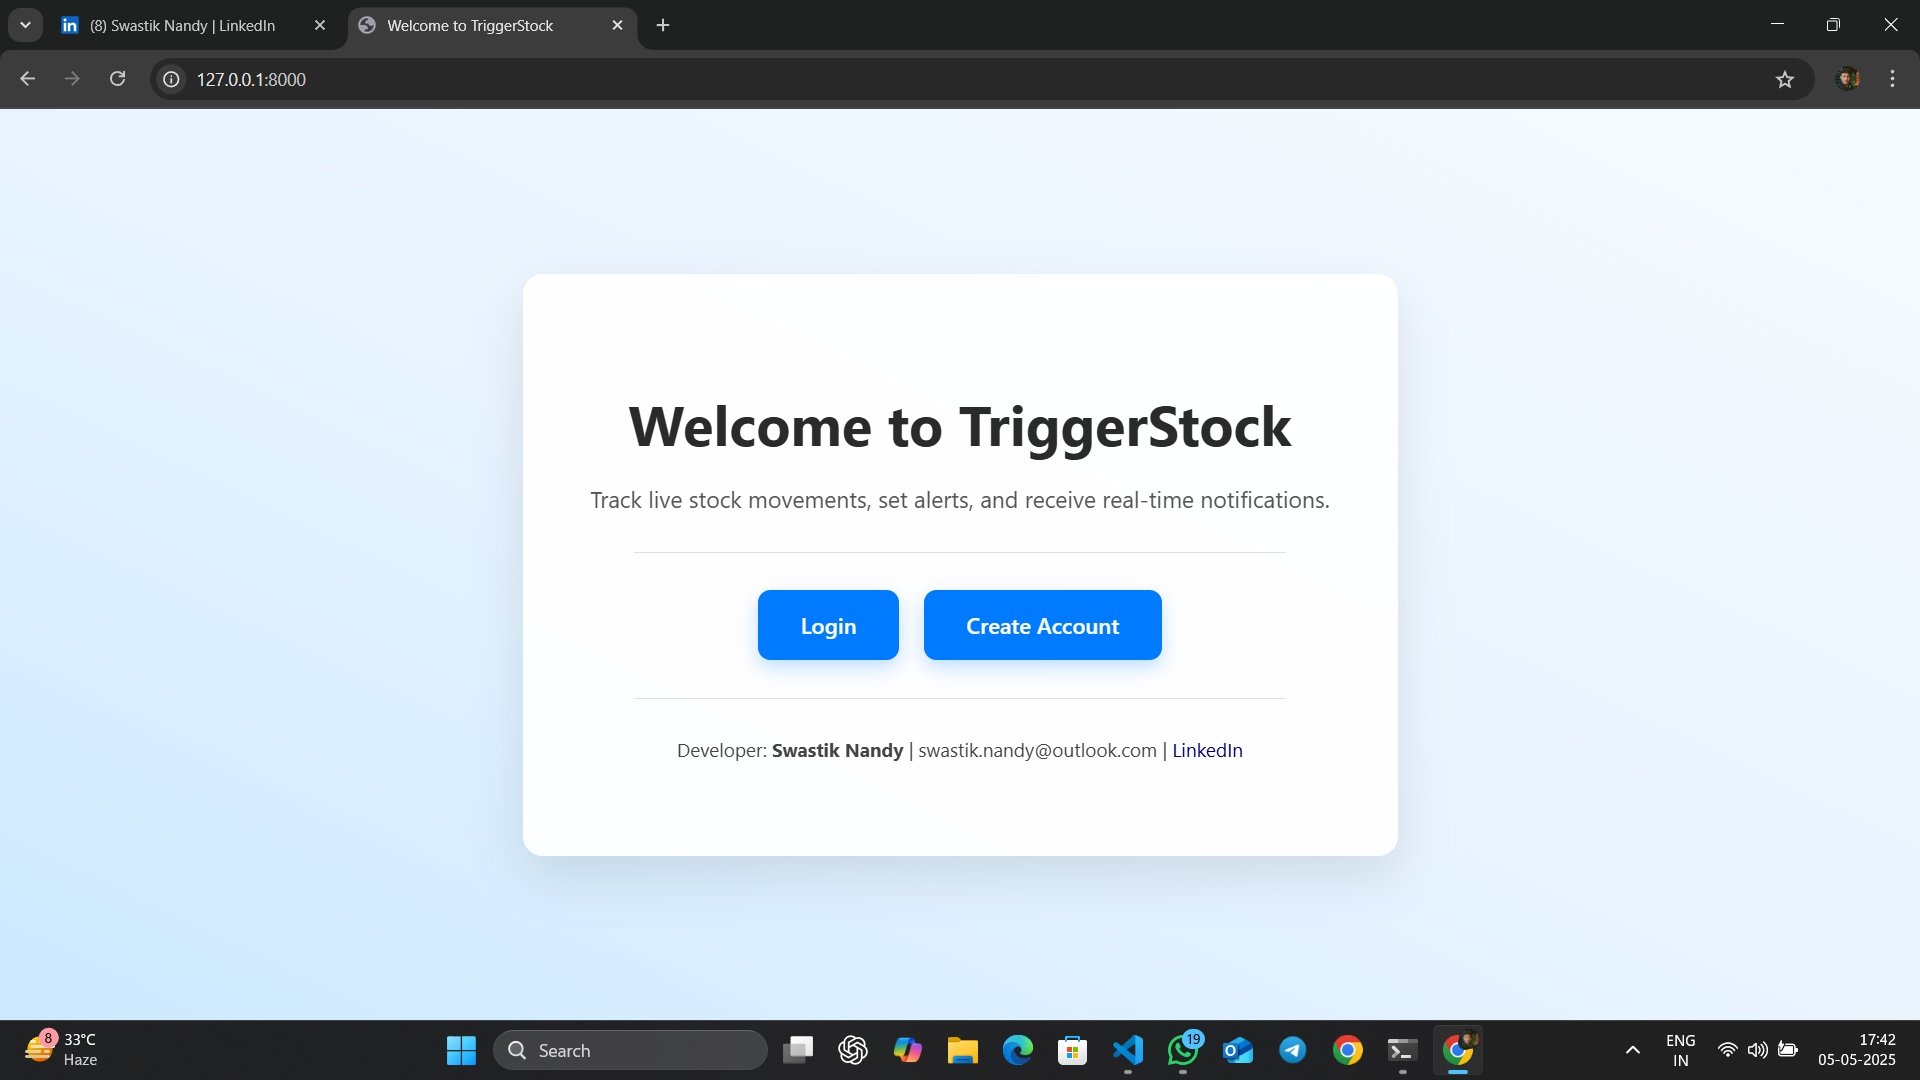 (8) Swastik Nandy | LinkedIn
Welcome to TriggerStock
127.0.0.1:8000
Welcome to TriggerStock
Track live stock movements, set alerts, and receive real-time notifications.
Login
Create Account
Developer: Swastik Nandy | swastik.nandy@outlook.com | LinkedIn
8
33°C
Haze
Search
19
ENG
IN
17:42
05-05-2025